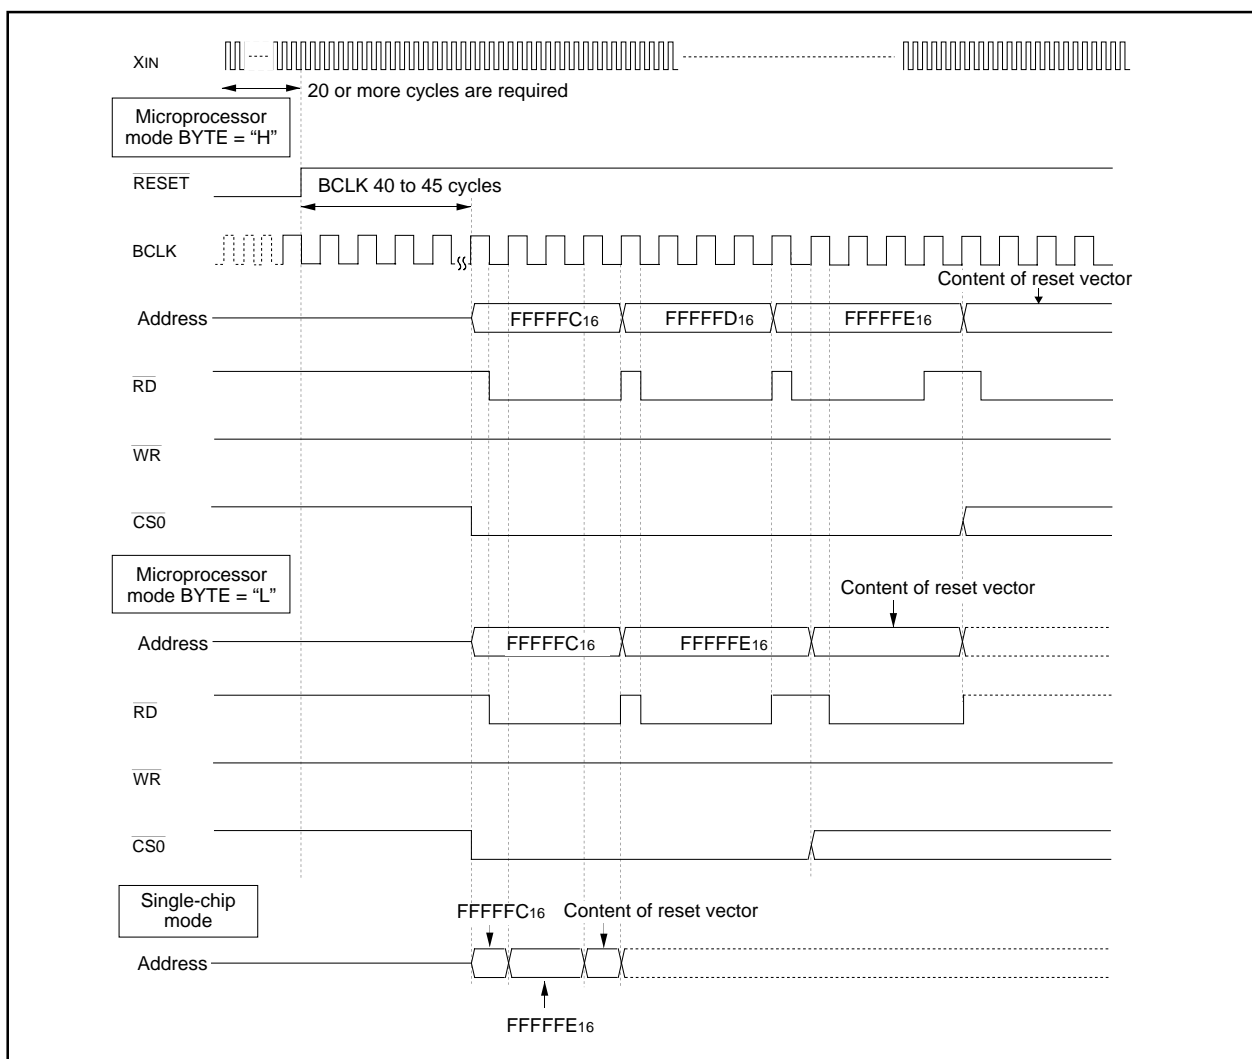 XIN
20 or more cycles are required
Microprocessor
mode BYTE = “H”
RESET
BCLK 40 to 45 cycles
BCLK
Content of reset vector
Address
FFFFFC16
FFFFFD16
FFFFFE16
RD
WR
CS0
Microprocessor
mode BYTE = “L”
Content of reset vector
Address
FFFFFC16
FFFFFE16
RD
WR
CS0
Single-chip
mode
FFFFFC16
Content of reset vector
Address
FFFFFE16